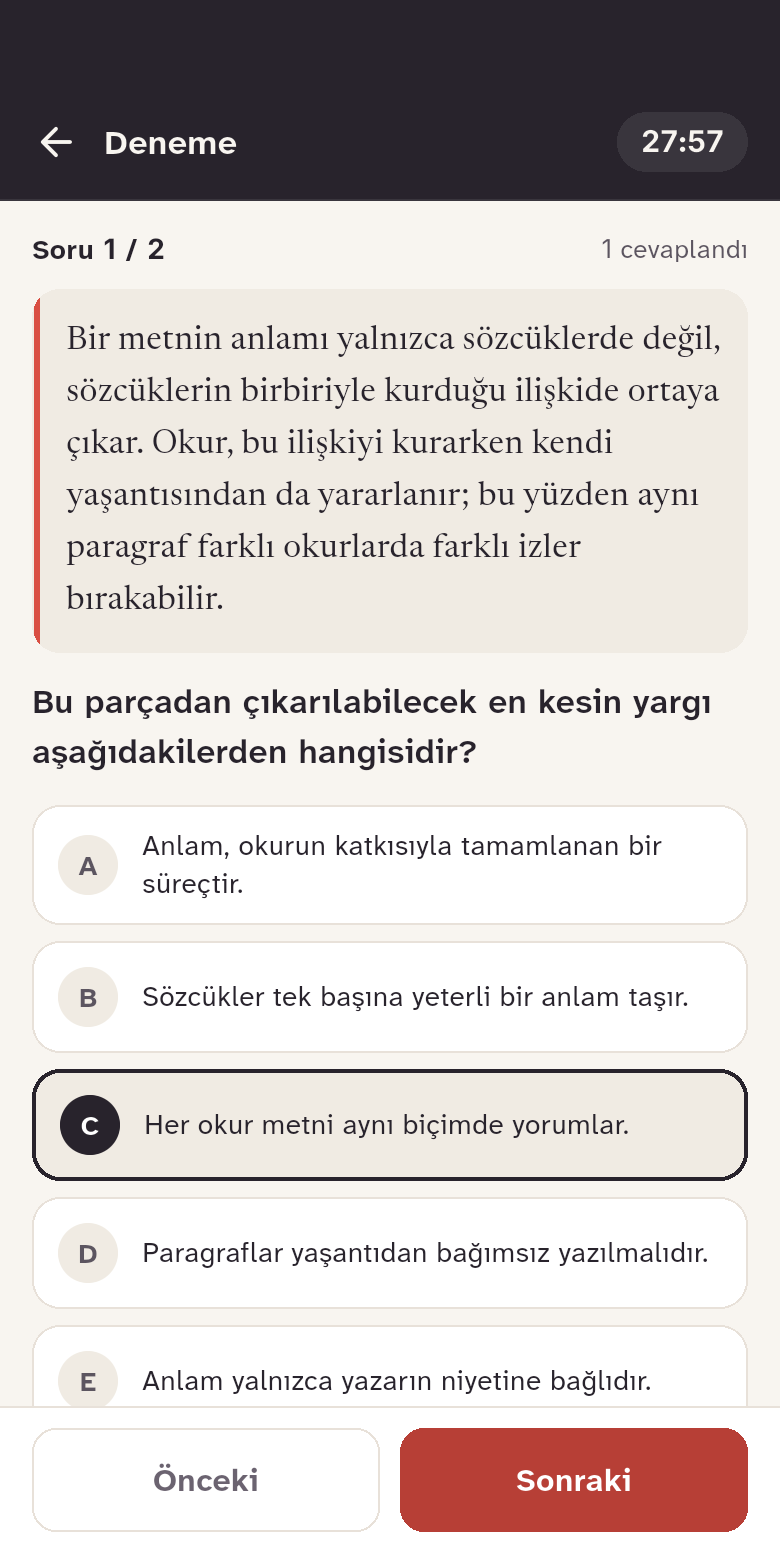 Deneme
27:57
Soru 1 / 2
1 cevaplandı
Bir metnin anlamı yalnızca sözcüklerde değil,
sözcüklerin birbiriyle kurduğu ilişkide ortaya
çıkar. Okur, bu ilişkiyi kurarken kendi
yaşantısından da yararlanır; bu yüzden aynı
paragraf farklı okurlarda farklı izler
bırakabilir.
Bu parçadan çıkarılabilecek en kesin yargı
aşağıdakilerden hangisidir?
A
Anlam, okurun katkısıyla tamamlanan bir
süreçtir.
B
Sözcükler tek başına yeterli bir anlam taşır.
C
Her okur metni aynı biçimde yorumlar.
D
Paragraflar yaşantıdan bağımsız yazılmalıdır.
E
Anlam yalnızca yazarın niyetine bağlıdır.
Önceki
Sonraki